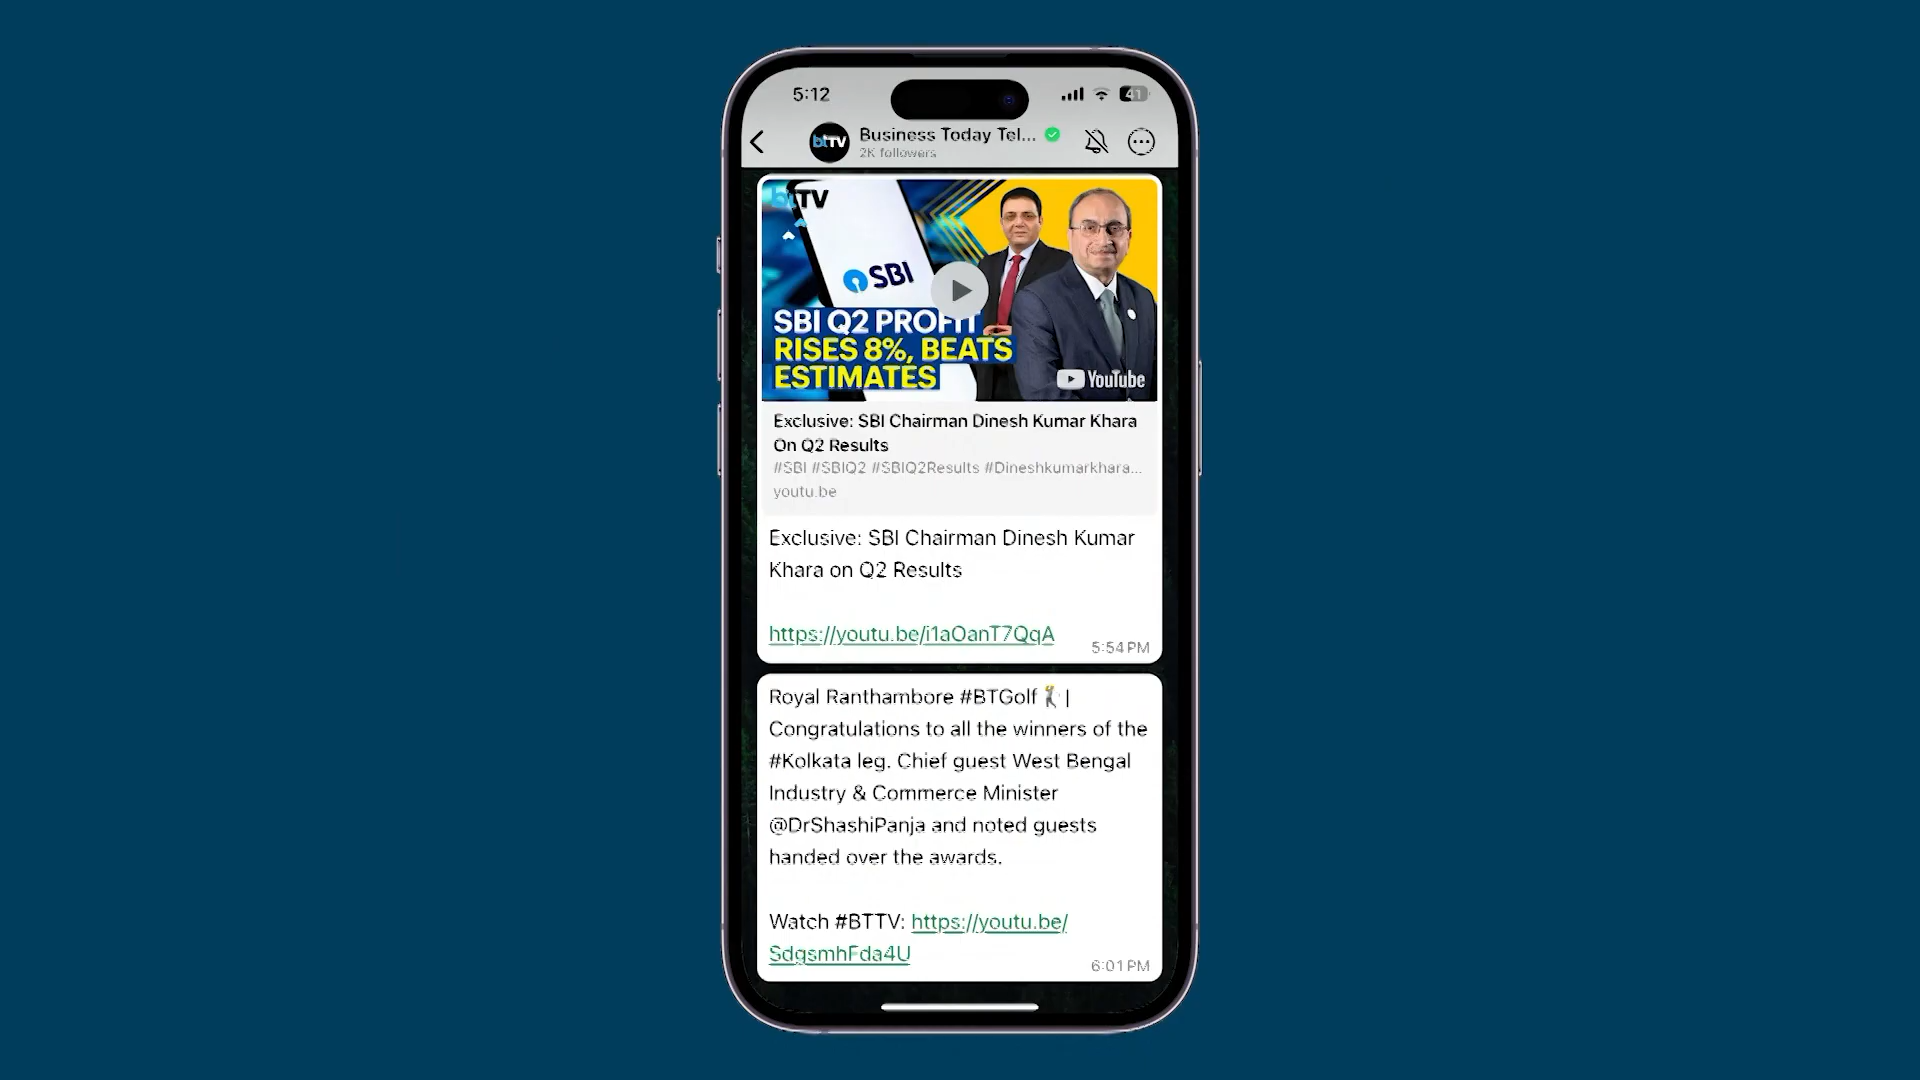 5:12
41
btTV
Business Today Tel...
2K followers
btTV
SBI
SBI Q2 PROFIT
RISES 8%, BEATS
ESTIMATES
YouTube
Exclusive: SBI Chairman Dinesh Kumar Khara
On Q2 Results
#SBI #SBIQ2 #SBIQ2Results #Dineshkumarkhara...
youtu.be
Exclusive: SBI Chairman Dinesh Kumar
Khara on Q2 Results
https://youtu.be/i1aOanT7QqA
5:54 PM
Royal Ranthambore #BTGolf🏌 |
Congratulations to all the winners of the
#Kolkata leg. Chief guest West Bengal
Industry & Commerce Minister
@DrShashiPanja and noted guests
handed over the awards.
Watch #BTTV: https://youtu.be/
SdgsmhFda4U
6:01 PM